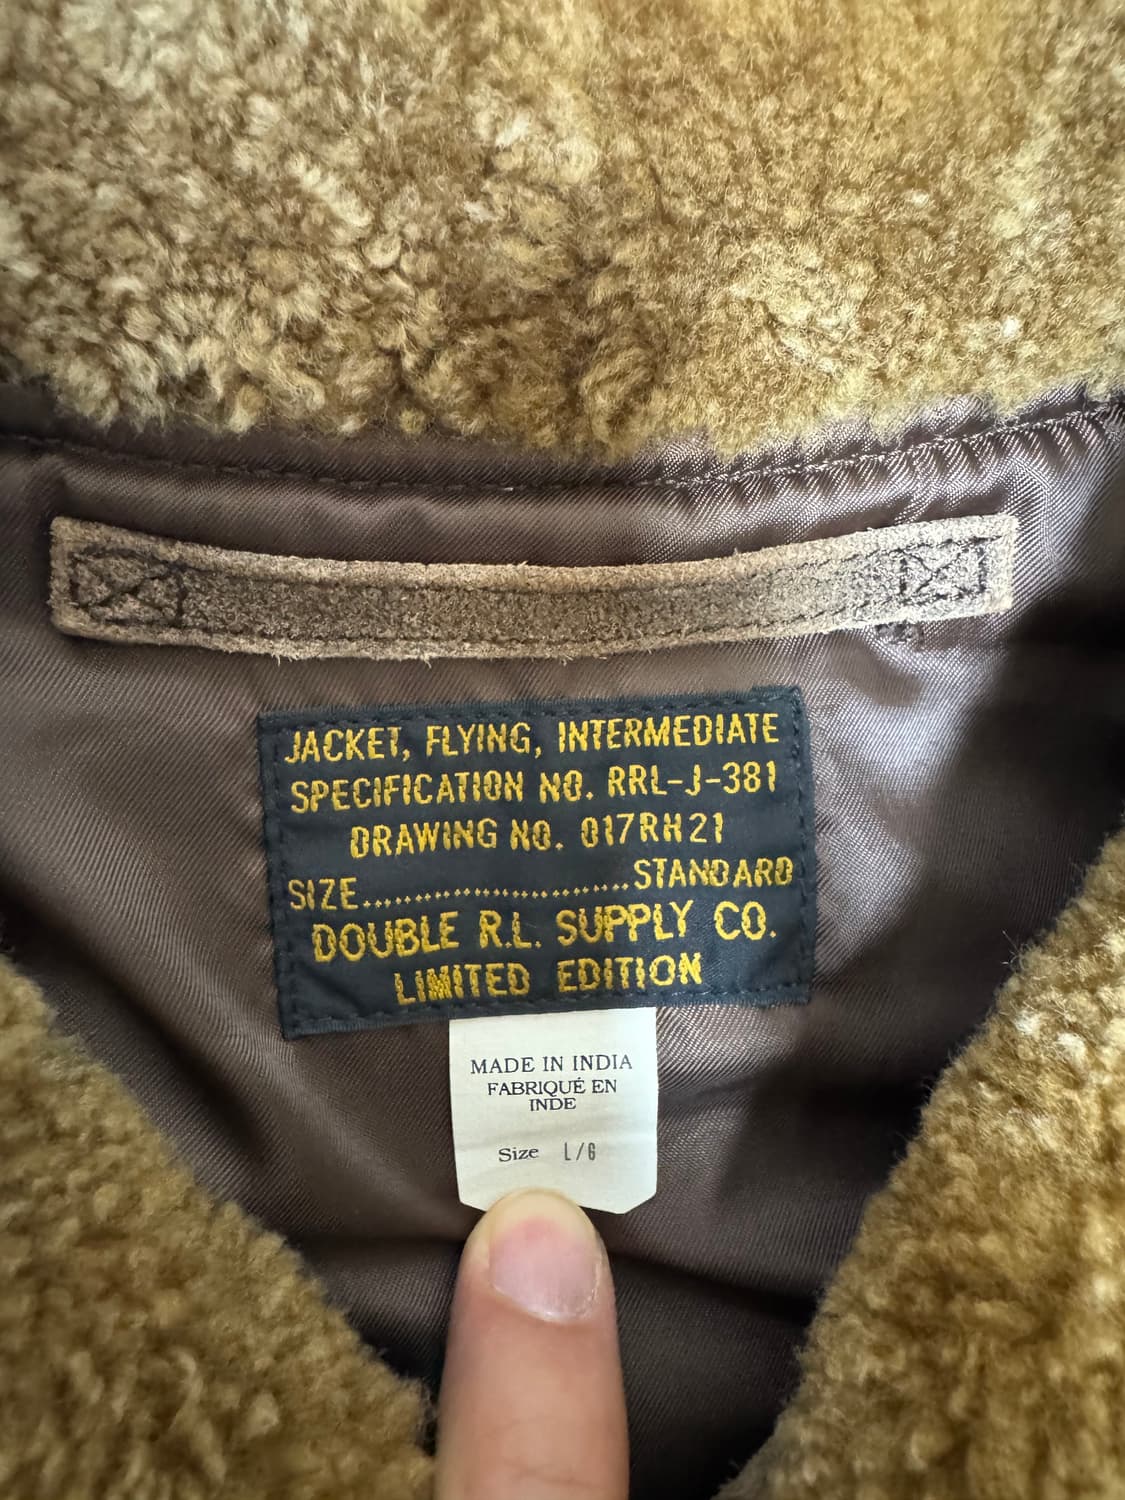 JACKET, FLYING, INTERMEDIATE
SPECIFICATION NO. RRL-J-381
DRAWING NO. 017RH21
SIZE........................STANDARD
DOUBLE R.L. SUPPLY CO.
LIMITED EDITION
MADE IN INDIA
FABRIQUÉ EN
INDE
Size L/G